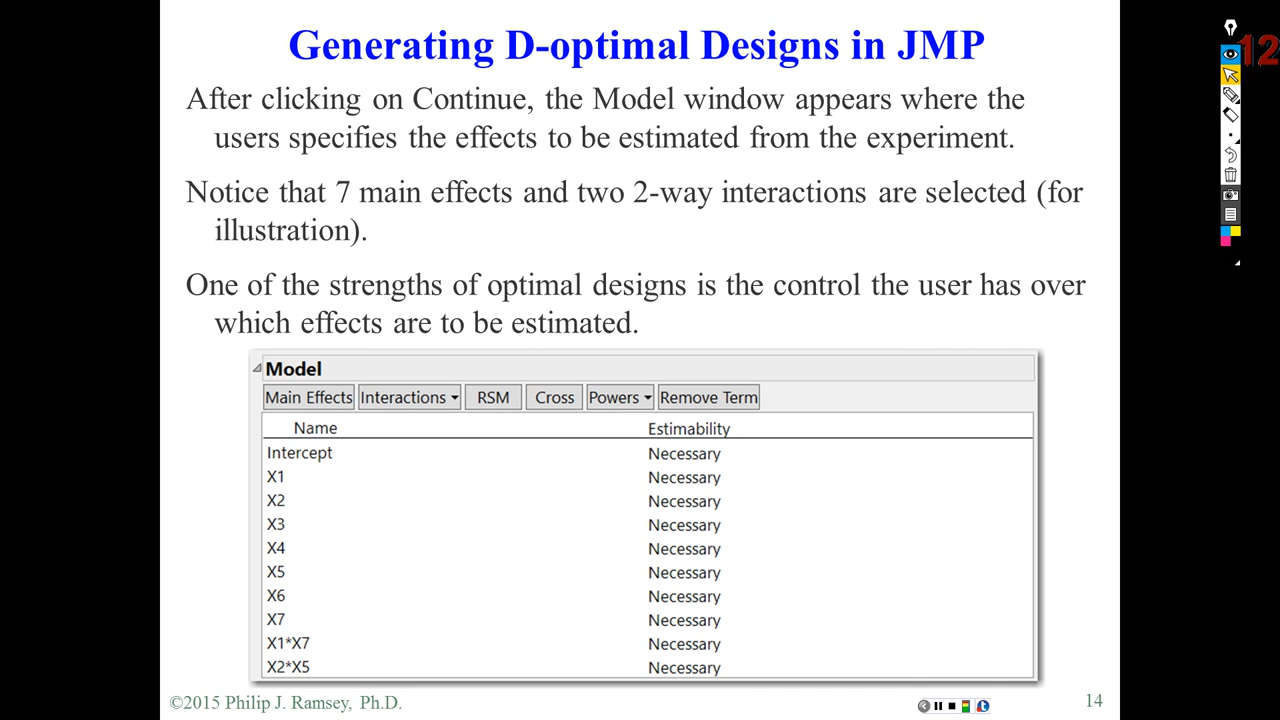 Generating D-optimal Designs in JMP
12
After clicking on Continue, the Model window appears where the
users specifies the effects to be estimated from the experiment.
Notice that 7 main effects and two 2-way interactions are selected (for
illustration).
One of the strengths of optimal designs is the control the user has over
which effects are to be estimated.
Model
Main Effects Interactions RSM Cross Powers Remove Term
Name Estimability
Intercept Necessary
X1 Necessary
X2 Necessary
X3 Necessary
X4 Necessary
X5 Necessary
X6 Necessary
X7 Necessary
X1*X7 Necessary
X2*X5 Necessary
©2015 Philip J. Ramsey, Ph.D. 14